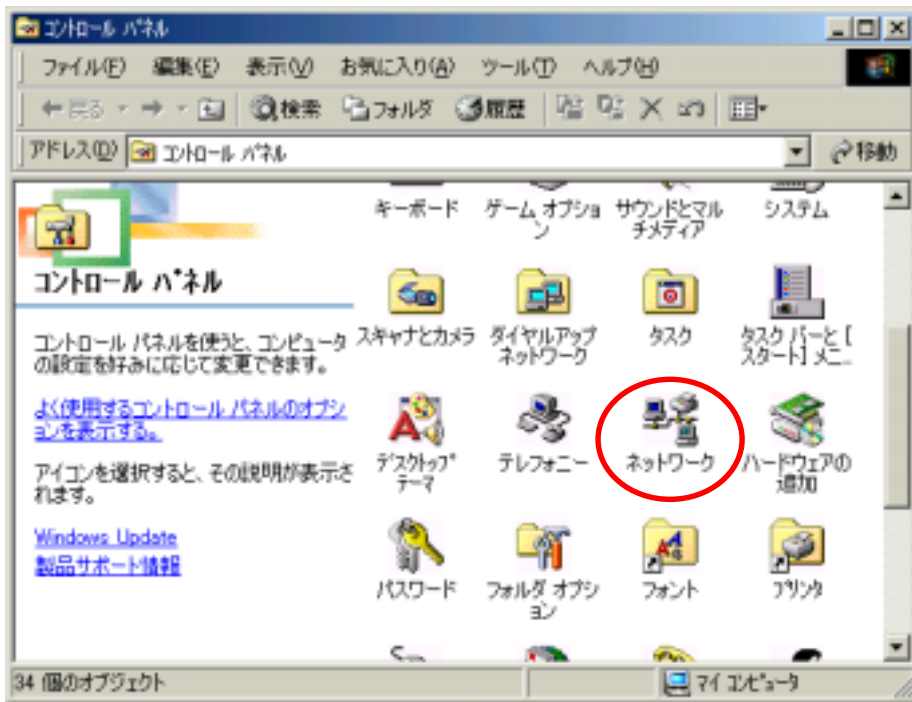 コントロール パネル
ファイル(F) 編集(E) 表示(V) お気に入り(A) ツール(T) ヘルプ(H)
戻る 検索 フォルダ 履歴
アドレス(D) コントロール パネル 移動
コントロール パネル
コントロール パネルを使うと、コンピュータ
の設定を好みに応じて変更できます。
よく使用するコントロール パネルのオプシ
ョンを表示する。
アイコンを選択すると、その説明が表示さ
れます。
Windows Update
製品サポート情報
キーボード
ゲーム オプショ
ン
サウンドとマル
チメディア
システム
スキャナとカメラ
ダイヤルアップ
ネットワーク
タスク
タスク バーと [
スタート] メニ...
デスクトップ
テーマ
テレフォニー
ネットワーク
ハードウェアの
追加
パスワード
フォルダ オプシ
ョン
フォント
プリンタ
34 個のオブジェクト
マイ コンピュータ